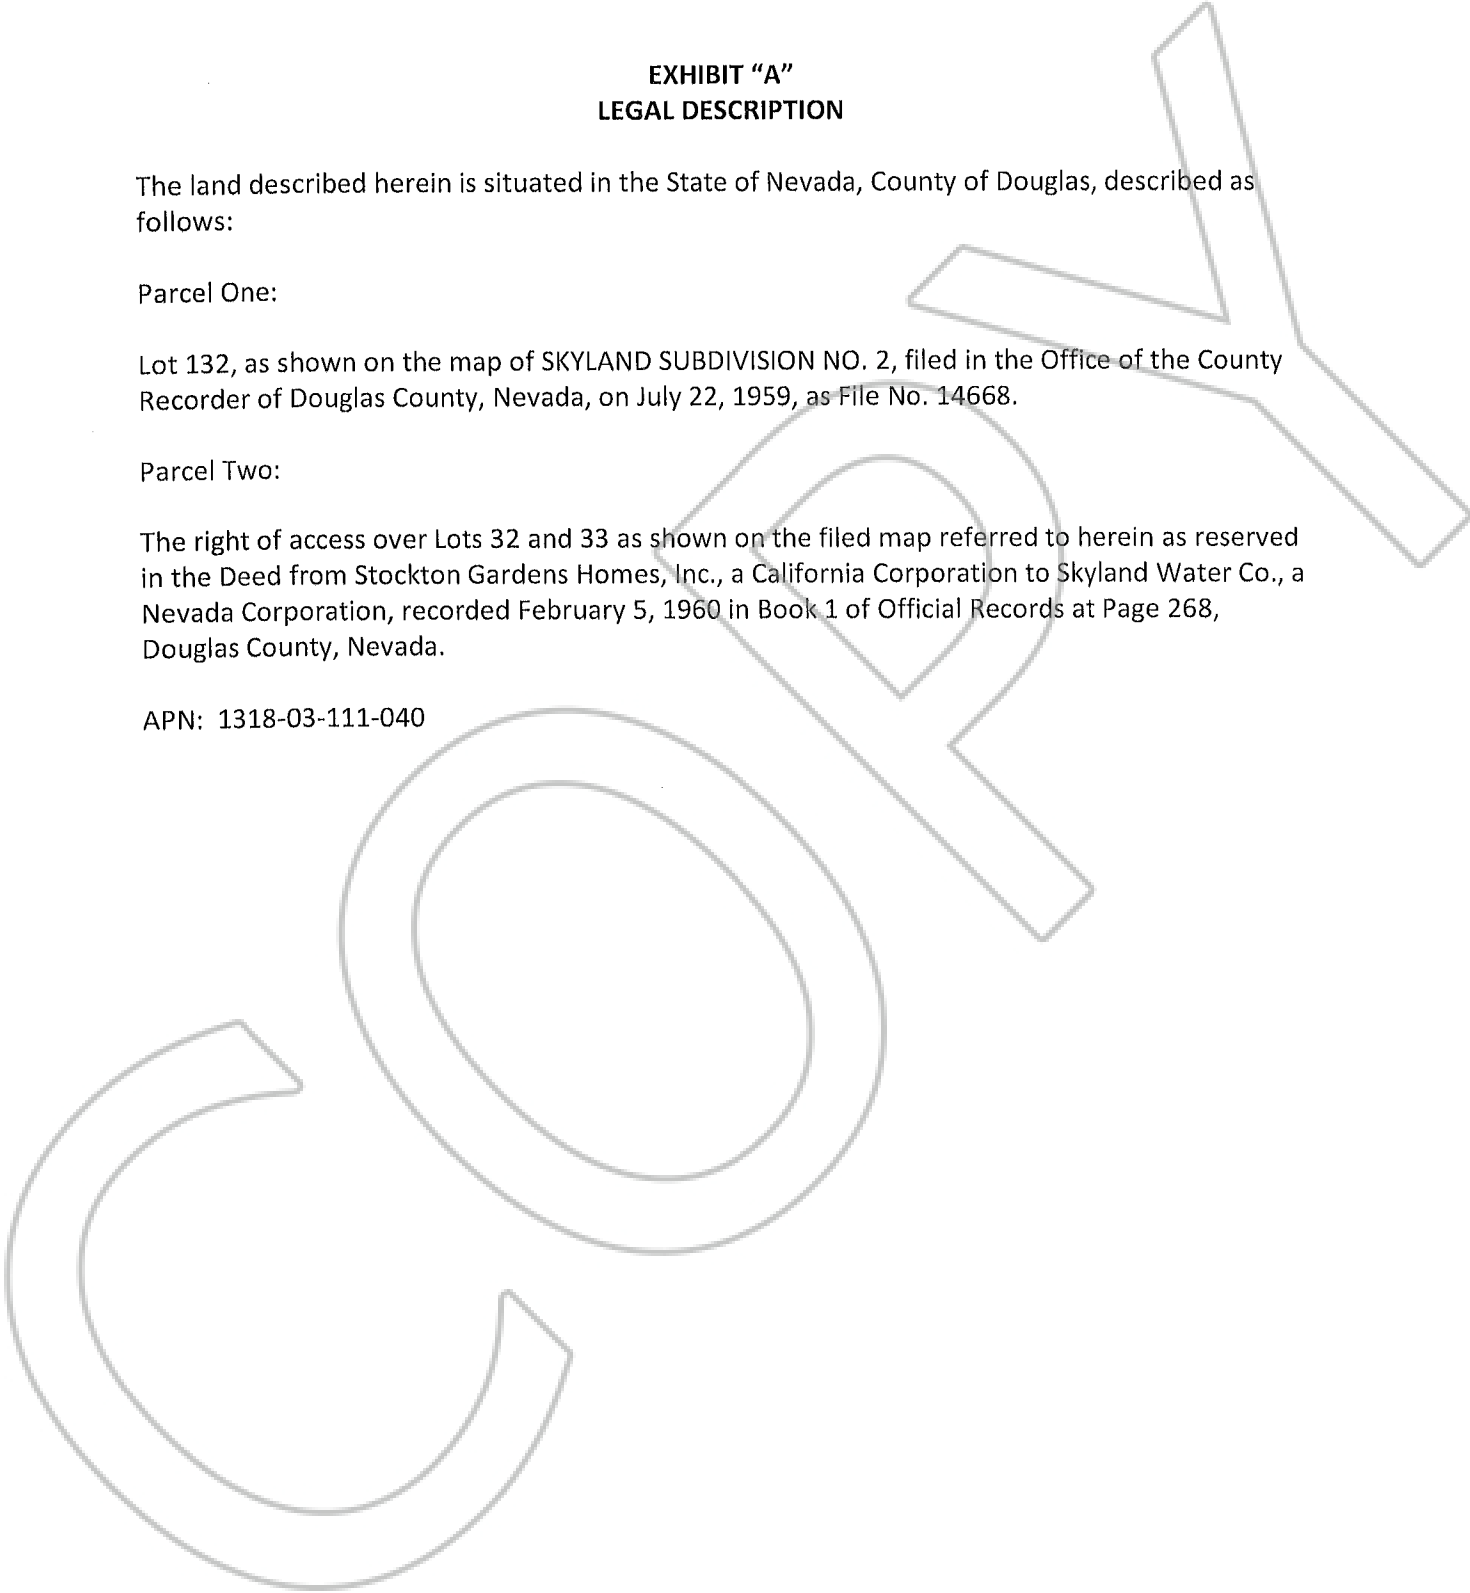 EXHIBIT “A”
LEGAL DESCRIPTION
The land described herein is situated in the State of Nevada, County of Douglas, described as
follows:
Parcel One:
Lot 132, as shown on the map of SKYLAND SUBDIVISION NO. 2, filed in the Office of the County
Recorder of Douglas County, Nevada, on July 22, 1959, as File No. 14668.
Parcel Two:
The right of access over Lots 32 and 33 as shown on the filed map referred to herein as reserved
in the Deed from Stockton Gardens Homes, Inc., a California Corporation to Skyland Water Co., a
Nevada Corporation, recorded February 5, 1960 in Book 1 of Official Records at Page 268,
Douglas County, Nevada.
APN: 1318-03-111-040
COPY